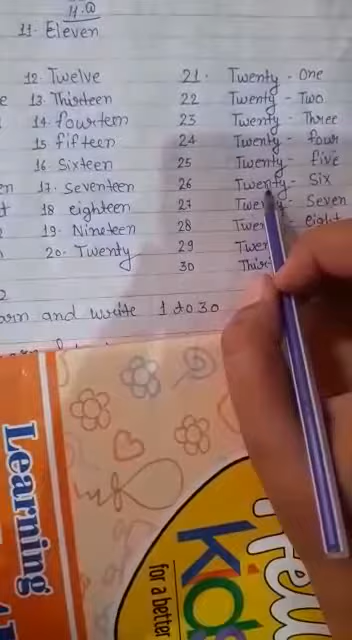 H.W
11. Eleven
12. Twelve
13. Thirteen
14. fourteen
15. fifteen
16. Sixteen
17. seventeen
18 eighteen
19. Nineteen
20. Twenty
21. Twenty - One
22 Twenty - Two
23 Twenty - Three
24 Twenty - four
25 Twenty - five
26 Twenty - Six
27 Twenty - Seven
28 eight
29
30
and write 1 to 30
Learning
Kids
for a better